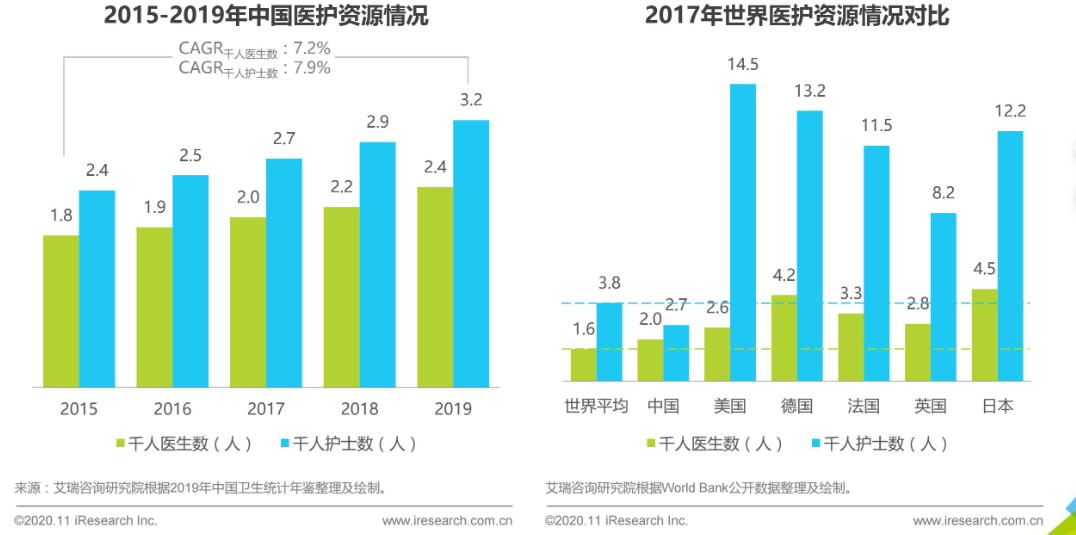 2015-2019年中国医护资源情况
CAGR千人医生数：7.2%
CAGR千人护士数：7.9%
1.8 2.4 1.9 2.5 2.0 2.7 2.2 2.9 2.4 3.2
2015 2016 2017 2018 2019
千人医生数（人） 千人护士数（人）
来源：艾瑞咨询研究院根据2019年中国卫生统计年鉴整理及绘制。
©2020.11 iResearch Inc. www.iresearch.com.cn
2017年世界医护资源情况对比
1.6 3.8 2.0 2.7 2.6 14.5 4.2 13.2 3.3 11.5 2.8 8.2 4.5 12.2
世界平均 中国 美国 德国 法国 英国 日本
千人医生数（人） 千人护士数（人）
艾瑞咨询研究院根据World Bank公开数据整理及绘制。
©2020.11 iResearch Inc. www.iresearch.com.cn